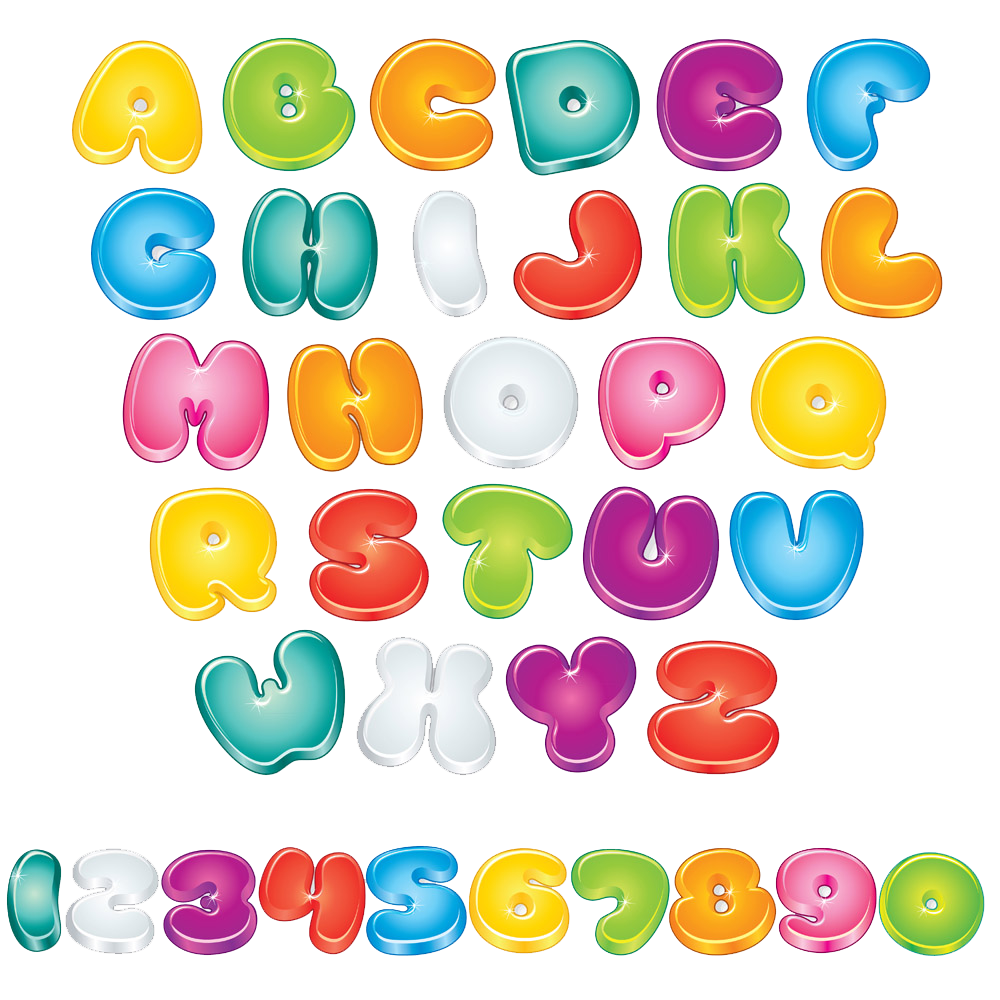 ABCDEF
GHIJKL
MNOPQ
RSTUV
WXYZ
1234567890